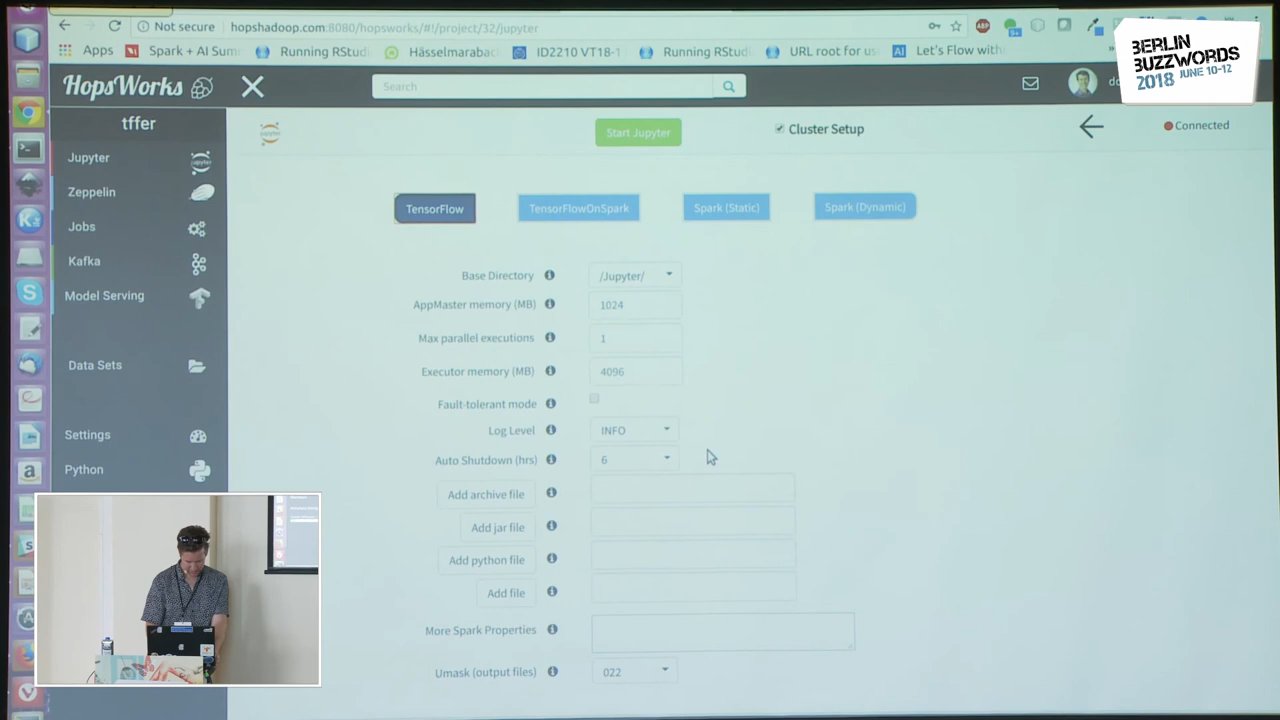 Not secure hopshadoop.com:8080/hopsworks/#!/project/32/jupyter
Apps Spark + AI Sum Running RStudi Hässelmaraba ID2210 VT18-1 Running RStudi URL root for us Let's Flow with
BERLIN
BUZZWORDS
2018 JUNE 10-12
HopsWorks
Search
tffer
Start Jupyter
Cluster Setup
Connected
Jupyter
Zeppelin
Jobs
Kafka
Model Serving
Data Sets
Settings
Python
TensorFlow TensorFlowOnSpark Spark (Static) Spark (Dynamic)
Base Directory /Jupyter/
AppMaster memory (MB) 1024
Max parallel executions 1
Executor memory (MB) 4096
Fault-tolerant mode
Log Level INFO
Auto Shutdown (hrs) 6
Add archive file
Add jar file
Add python file
Add file
More Spark Properties
Umask (output files) 022